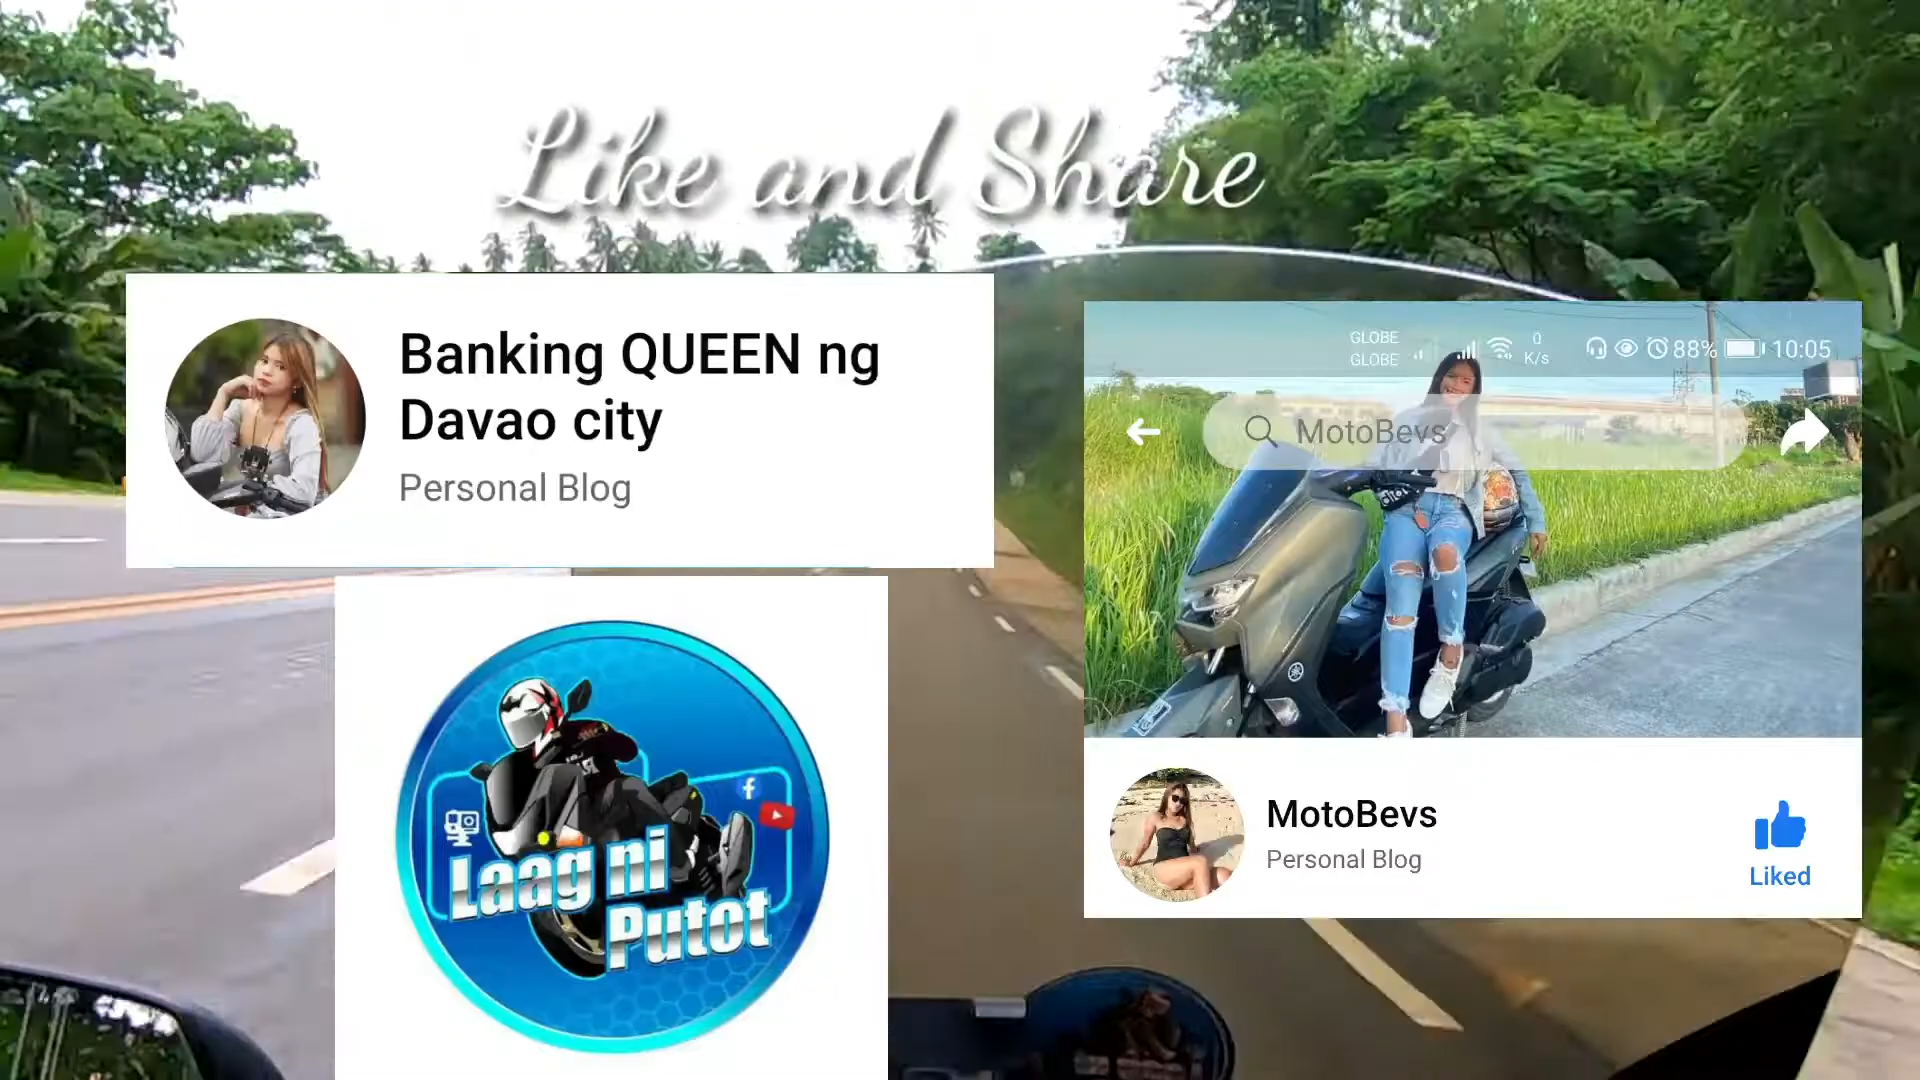 Like and Share
Banking QUEEN ng
Davao city
Personal Blog
GLOBE
GLOBE
0
K/s
88%
10:05
MotoBevs
Laag ni
Putot
MotoBevs
Personal Blog
Liked